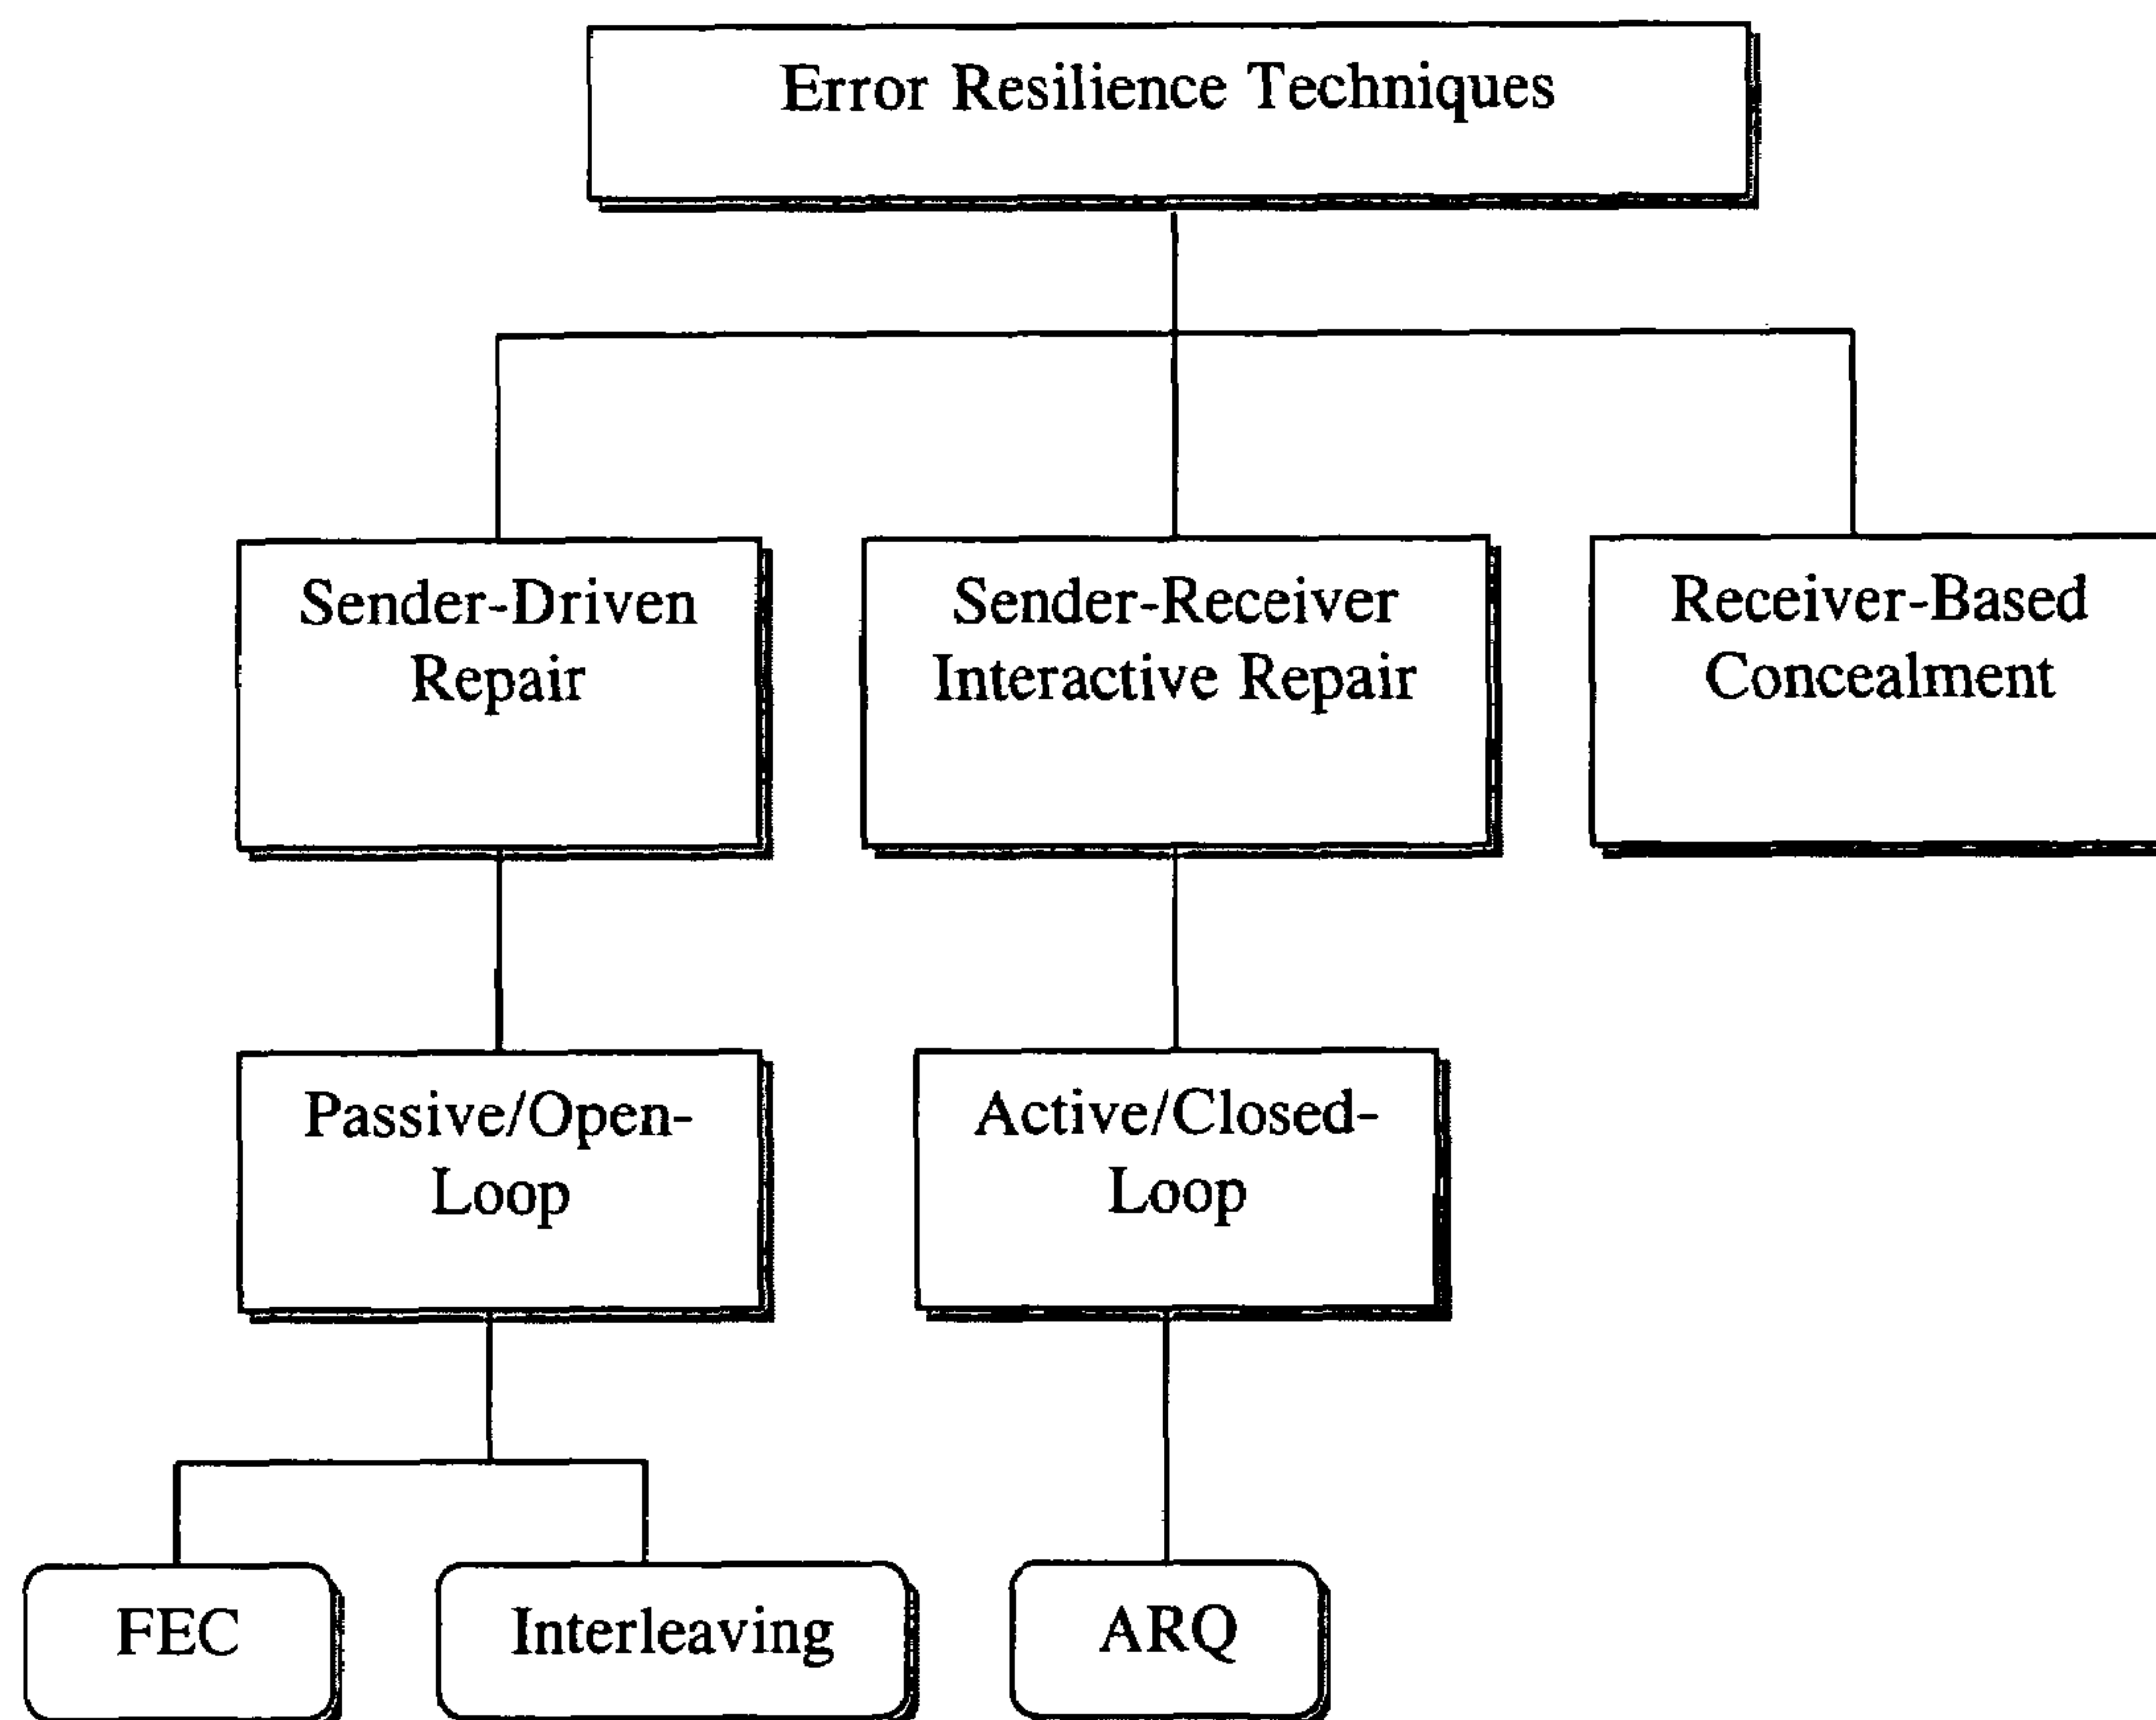 Error Resilience Techniques
Sender-Driven
Repair
Sender-Receiver
Interactive Repair
Receiver-Based
Concealment
Passive/Open-
Loop
Active/Closed-
Loop
FEC
Interleaving
ARQ